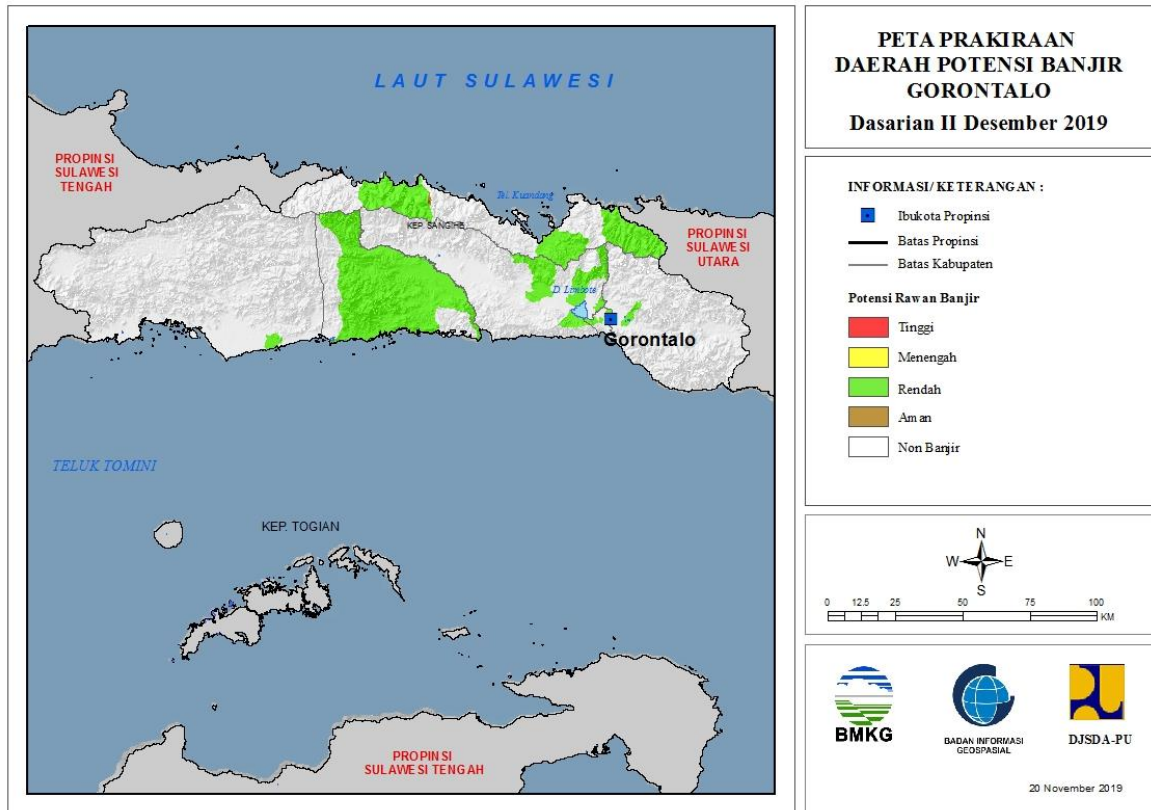 LAUT SULAWESI
PROPINSI
SULAWESI
TENGAH
Tel. Kuandang
KEP. SANGIHE
PROPINSI
SULAWESI
UTARA
D. Limboto
Gorontalo
TELUK TOMINI
KEP. TOGIAN
PROPINSI
SULAWESI TENGAH
PETA PRAKIRAAN
DAERAH POTENSI BANJIR
GORONTALO
Dasarian II Desember 2019
INFORMASI/ KETERANGAN :
Ibukota Propinsi
Batas Propinsi
Batas Kabupaten
Potensi Rawan Banjir
Tinggi
Menengah
Rendah
Aman
Non Banjir
N
W E
S
0 12.5 25 50 75 100
KM
BMKG
BADAN INFORMASI
GEOSPASIAL
DJSDA-PU
20 November 2019